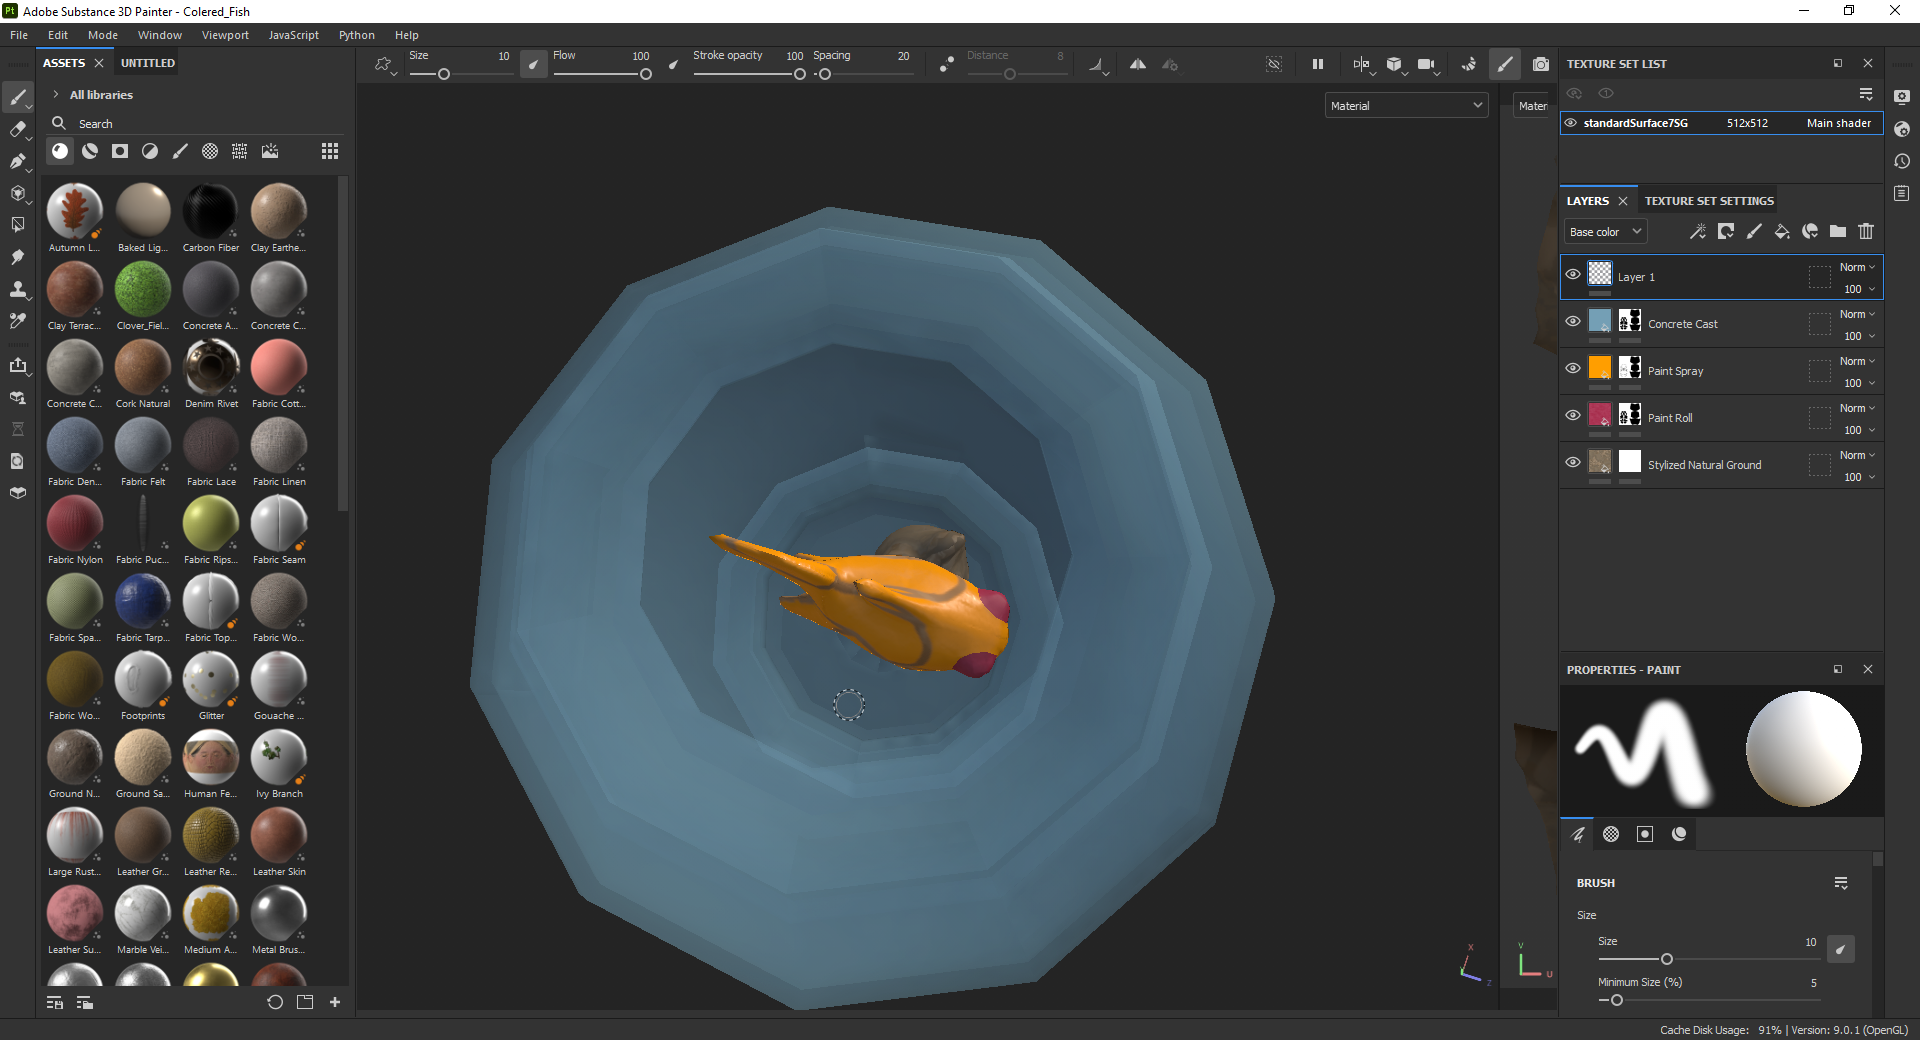 Pt Adobe Substance 3D Painter - Colered_Fish
File Edit Mode Window Viewport JavaScript Python Help
ASSETS UNTITLED
All libraries
Search
Autumn L... Baked Lig... Carbon Fiber Clay Earthe...
Clay Terrac... Clover_Fiel... Concrete A... Concrete C...
Concrete C... Cork Natural Denim Rivet Fabric Cott...
Fabric Den... Fabric Felt Fabric Lace Fabric Linen
Fabric Nylon Fabric Puc... Fabric Rips... Fabric Seam
Fabric Spa... Fabric Tarp... Fabric Top... Fabric Wo...
Fabric Wo... Footprints Glitter Gouache ...
Ground N... Ground Sa... Human Fe... Ivy Branch
Large Rust... Leather Gr... Leather Re... Leather Skin
Leather Su... Marble Vei... Medium A... Metal Brus...
Size 10 Flow 100 Stroke opacity 100 Spacing 20 Distance 8
Material
Mater
X
Y
Z
V
U
TEXTURE SET LIST
standardSurface7SG 512x512 Main shader
LAYERS TEXTURE SET SETTINGS
Base color
Layer 1 Norm 100
Concrete Cast Norm 100
Paint Spray Norm 100
Paint Roll Norm 100
Stylized Natural Ground Norm 100
PROPERTIES - PAINT
BRUSH
Size
Size 10
Minimum Size (%) 5
Cache Disk Usage: 91% | Version: 9.0.1 (OpenGL)